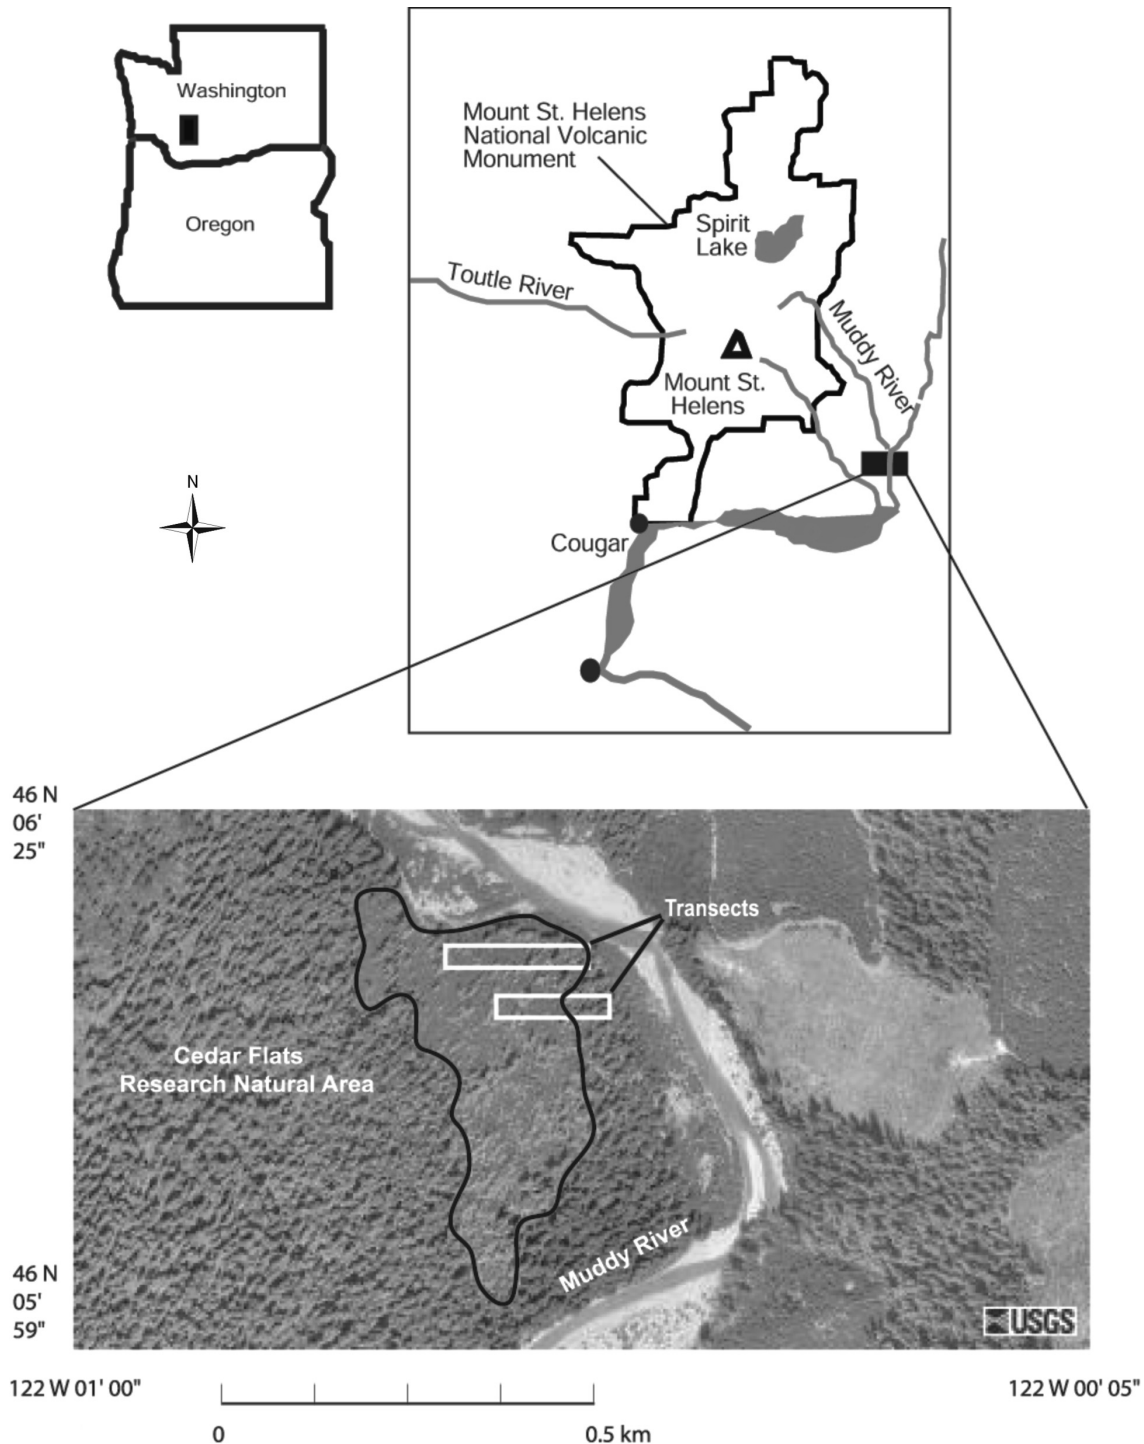 Washington
Oregon
Mount St. Helens
National Volcanic
Monument
Spirit
Lake
Toutle River
Muddy River
Mount St.
Helens
Cougar
N
46 N
06'
25"
Transects
Cedar Flats
Research Natural Area
Muddy River
46 N
05'
59"
USGS
122 W 01' 00"
122 W 00' 05"
0
0.5 km